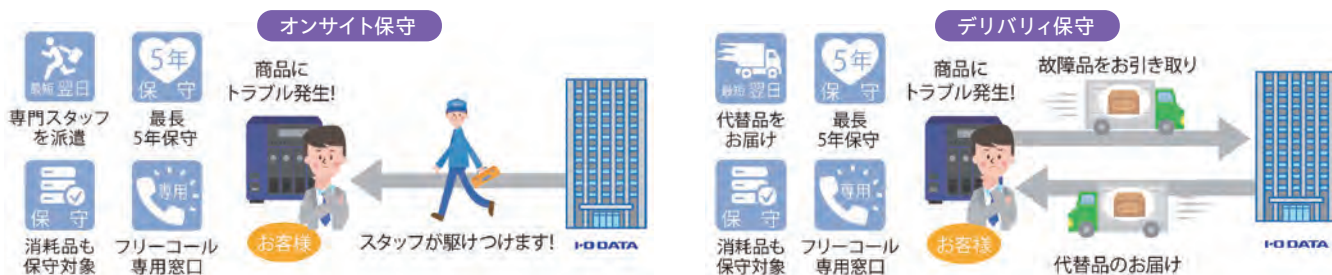 オンサイト保守
最短 翌日
専門スタッフ
を派遣
5年
保 守
最長
5年保守
保 守
消耗品も
保守対象
専用
フリーコール
専用窓口
商品に
トラブル発生!
お客様
スタッフが駆けつけます!
I-O DATA
デリバリィ保守
最短 翌日
代替品を
お届け
5年
保 守
最長
5年保守
保 守
消耗品も
保守対象
専用
フリーコール
専用窓口
商品に
トラブル発生!
お客様
故障品をお引き取り
代替品のお届け
I-O DATA